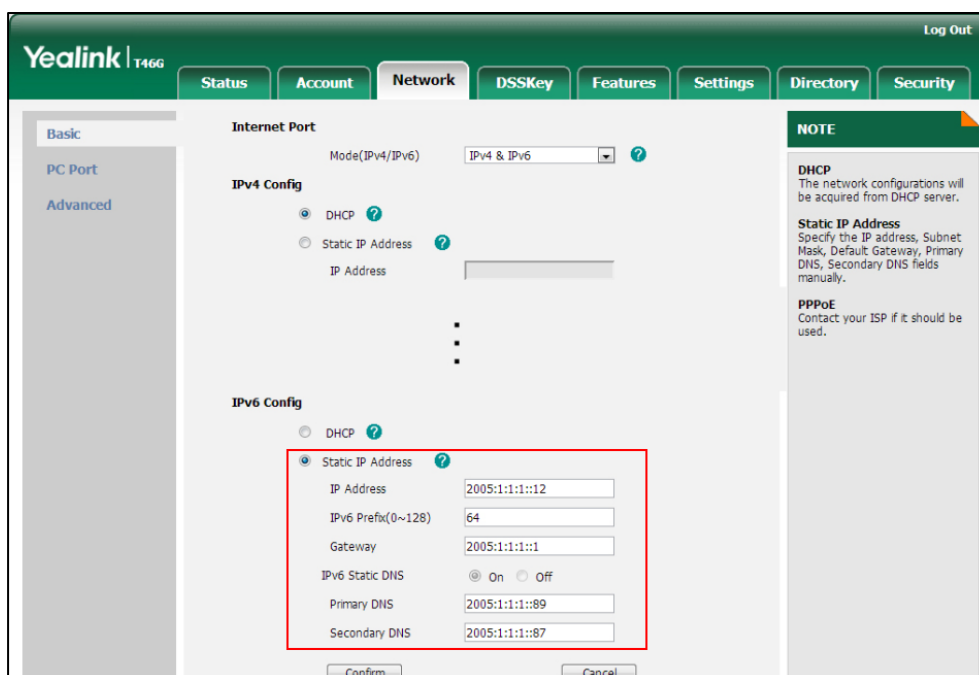 Log Out
Yealink | T46G
Status Account Network DSSKey Features Settings Directory Security
Basic
PC Port
Advanced
Internet Port
Mode(IPv4/IPv6) IPv4 & IPv6 ?
IPv4 Config
DHCP ?
Static IP Address ?
IP Address
IPv6 Config
DHCP ?
Static IP Address ?
IP Address 2005:1:1:1::12
IPv6 Prefix(0~128) 64
Gateway 2005:1:1:1::1
IPv6 Static DNS On Off
Primary DNS 2005:1:1:1::89
Secondary DNS 2005:1:1:1::87
Confirm Cancel
NOTE
DHCP
The network configurations will
be acquired from DHCP server.
Static IP Address
Specify the IP address, Subnet
Mask, Default Gateway, Primary
DNS, Secondary DNS fields
manually.
PPPoE
Contact your ISP if it should be
used.